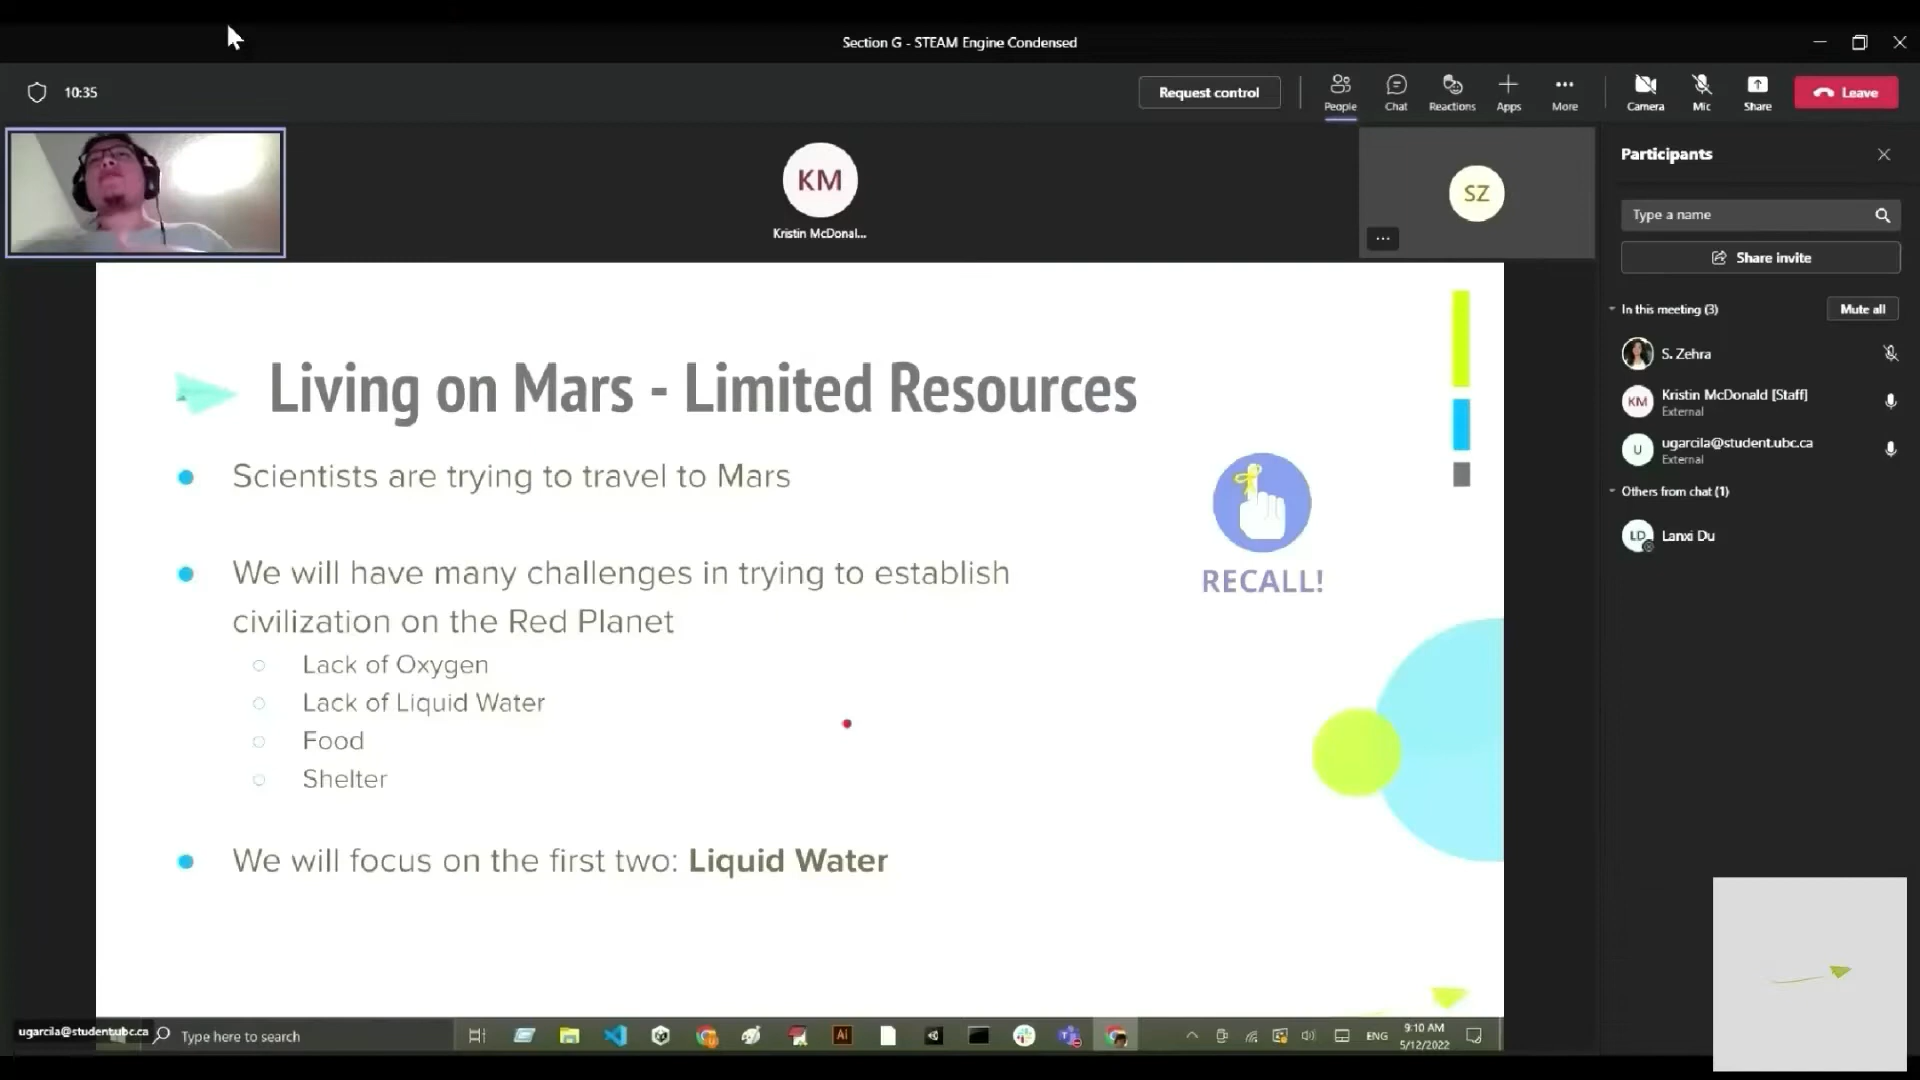 Section G - STEAM Engine Condensed
10:35
Request control
People
Chat
Reactions
Apps
More
Camera
Mic
Share
Leave
KM
Kristin McDonal...
SZ
Participants
Type a name
Share invite
In this meeting (3)
Mute all
S. Zehra
KM
Kristin McDonald [Staff]
External
U
ugarcila@student.ubc.ca
External
Others from chat (1)
LD
Lanxi Du
Living on Mars - Limited Resources
Scientists are trying to travel to Mars
We will have many challenges in trying to establish
civilization on the Red Planet
Lack of Oxygen
Lack of Liquid Water
Food
Shelter
We will focus on the first two: Liquid Water
RECALL!
ugarcila@student.ubc.ca
Type here to search
Ai
ENG
9:10 AM
5/12/2022